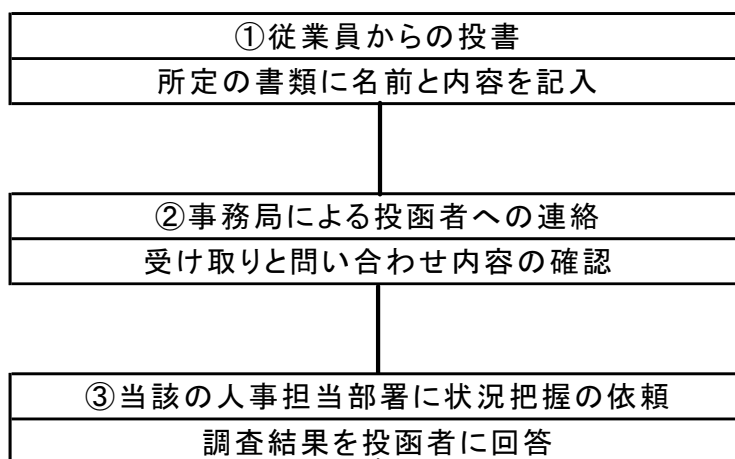 ①従業員からの投書
所定の書類に名前と内容を記入
②事務局による投函者への連絡
受け取りと問い合わせ内容の確認
③当該の人事担当部署に状況把握の依頼
調査結果を投函者に回答